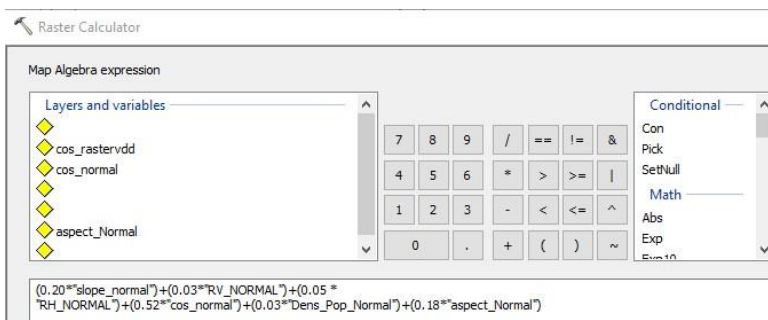 Raster Calculator
Map Algebra expression
Layers and variables
cos_rastervdd
cos_normal
aspect_Normal
7 8 9 / == != &
4 5 6 * > >= |
1 2 3 - < <= ^
0 . + ( ) ~
Conditional
Con
Pick
SetNull
Math
Abs
Exp
Exp10
(0.20*"slope_normal")+(0.03*"RV_NORMAL")+(0.05 *
"RH_NORMAL")+(0.52*"cos_normal")+(0.03*"Dens_Pop_Normal")+(0.18*"aspect_Normal")